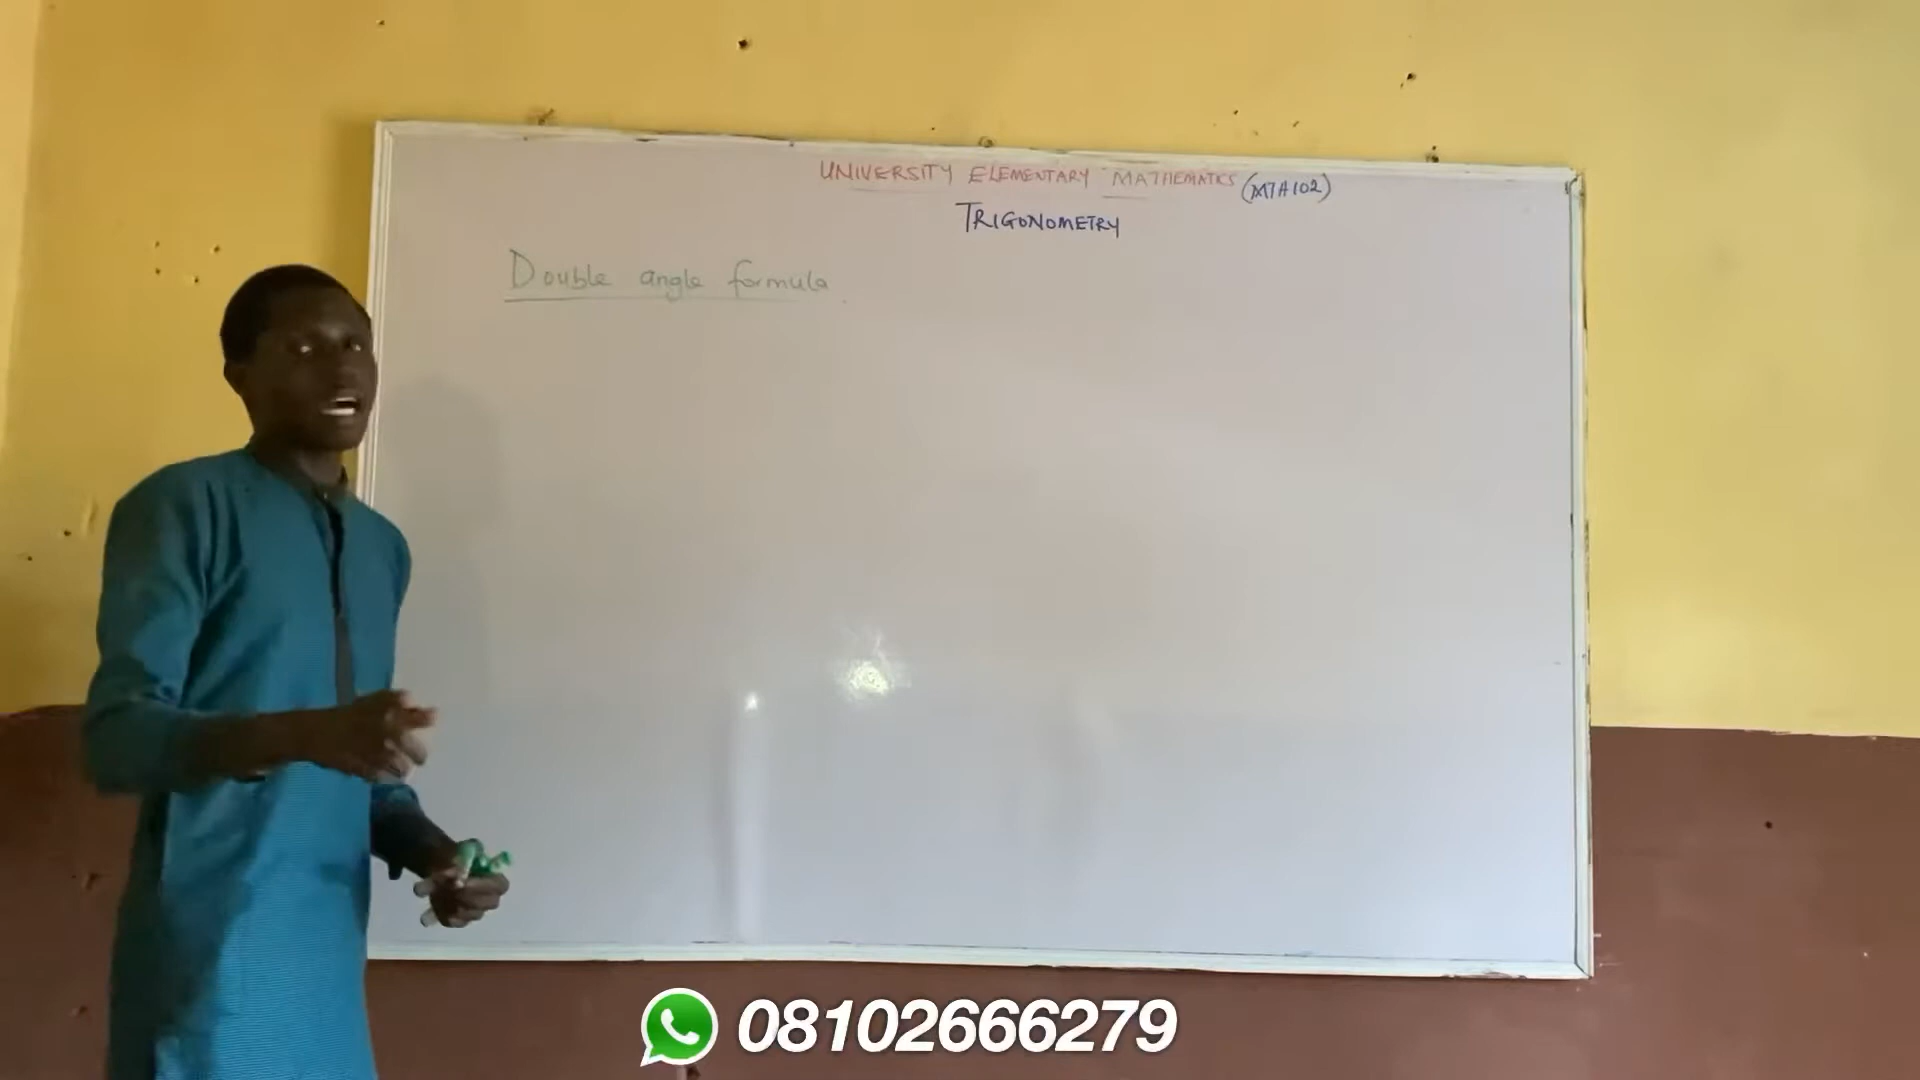 UNIVERSITY ELEMENTARY MATHEMATICS (MTH102)
TRIGONOMETRY
Double angle formula
08102666279